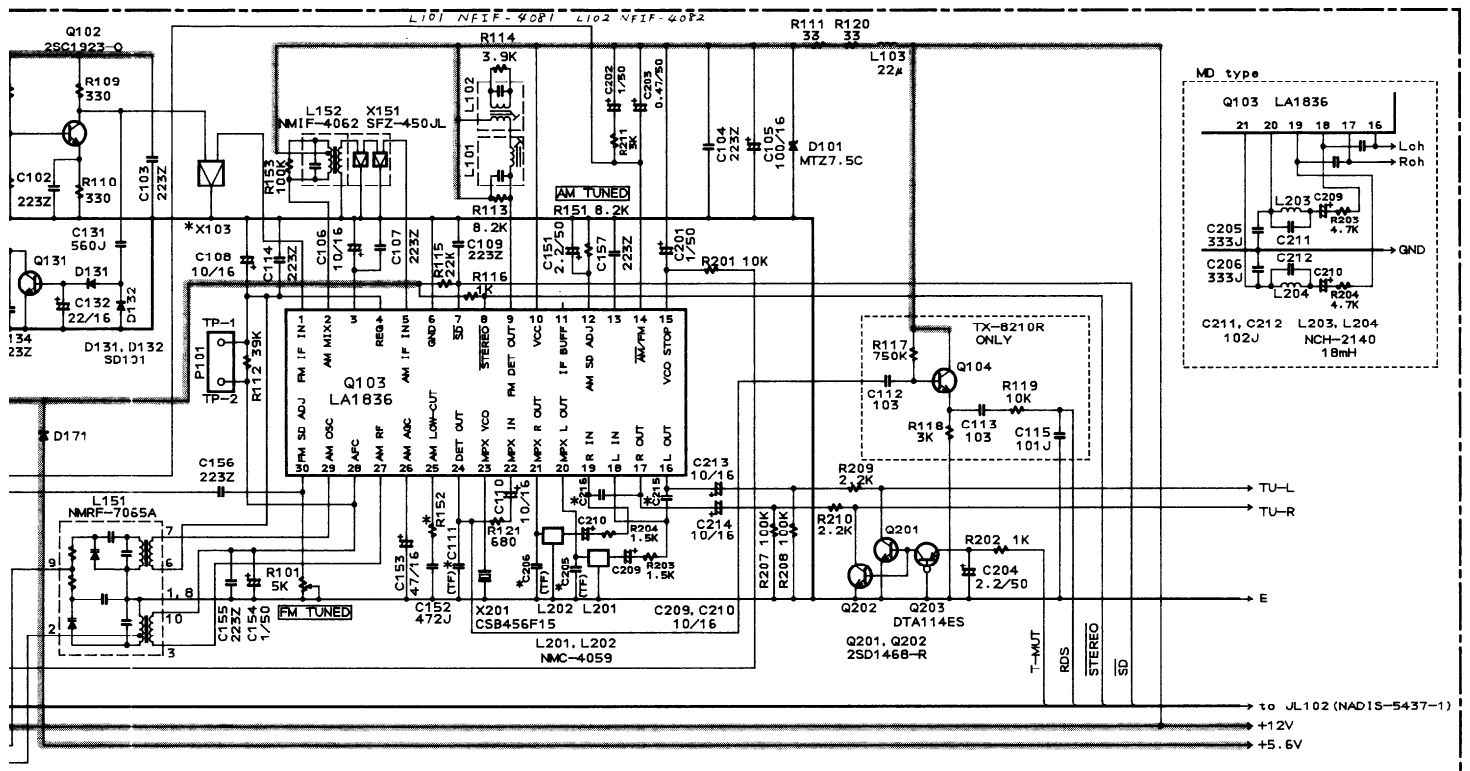 L101 NFIF-4081 L102 NFIF-4082
Q102
2SC1923-O
R109
330
R110
330
C102
223Z
C103
223Z
*X103
C131
560J
Q131
D131
D132
C132
22/16
134
23Z
D131, D132
SD101
L152
NMIF-4062
X151
SFZ-450JL
R153
100K
R114
3.9K
L102
L101
R113
8.2K
C202
1/50
R211
3K
C203
0.47/50
R111
33
R120
33
L103
22μ
C104
223Z
C105
100/16
D101
MTZ7.5C
AM TUNED
R151 8.2K
C151
2.2/50
C157
223Z
C201
1/50
R201 10K
C108
10/16
C114
223Z
C106
10/16
C107
223Z
R115
22K
C109
223Z
R116
1K
MD type
Q103 LA1836
21 20 19 18 17 16
Lch
Rch
GND
L203
C209
R203
4.7K
C205
333J
C211
C212
C206
333J
L204
C210
R204
4.7K
C211, C212
102J
L203, L204
NCH-2140
18mH
TP-1
P101
TP-2
R112 39K
1 2 3 4 5 6 7 8 9 10 11 12 13 14 15
FM IF IN
AM MIX
REG
AM IF IN
GND
SD
STEREO
FM DET OUT
VCC
IF BUFF
AM SD ADJ
AM/FM
VCO STOP
Q103
LA1836
FM SD ADJ
AM OSC
AFC
AM RF
AM AGC
AM LOW-CUT
DET OUT
MPX VCO
MPX IN
MPX R OUT
MPX L OUT
R IN
L IN
R OUT
L OUT
30 29 28 27 26 25 24 23 22 21 20 19 18 17 16
TX-8210R
ONLY
R117
750K
Q104
C112
103
R118
3K
C113
103
R119
10K
C115
101J
D171
C156
223Z
L151
NMRF-7065A
7
9
6
1, 8
10
2
3
C155
223Z
C154
1/50
R101
5K
FM TUNED
C153
47/16
*
R152
C152
472J
*C111
(TF)
R121
680
C110
10/16
X201
CSB456F15
*C206
(TF)
L202
*C205
(TF)
L201
C210
R204
1.5K
C209
R203
1.5K
*C216
*C215
C213
10/16
C214
10/16
C209, C210
10/16
L201, L202
NMC-4059
R207 100K
R208 100K
R209
2.2K
R210
2.2K
Q201
Q202
Q203
DTA114ES
Q201, Q202
2SD1468-R
R202 1K
C204
2.2/50
TU-L
TU-R
E
T-MUT
RDS
STEREO
SD
to JL102 (NADIS-5437-1)
+12V
+5.6V